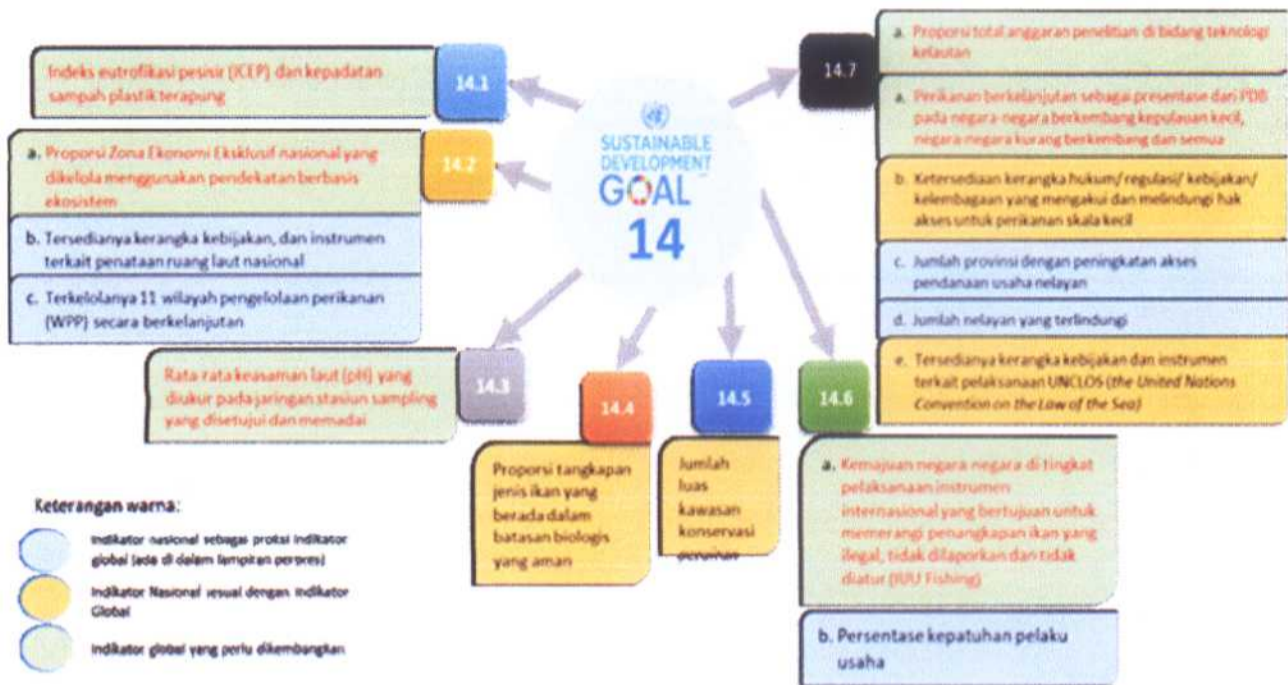 Indeks eutrofikasi pesisir (ICEP) dan kepadatan
sampah plastik terapung
14.1
a. Proporsi Zona Ekonomi Eksklusif nasional yang
dikelola menggunakan pendekatan berbasis
ekosistem
14.2
b. Tersedianya kerangka kebijakan, dan instrumen
terkait penataan ruang laut nasional
c. Terkelolanya 11 wilayah pengelolaan perikanan
(WPP) secara berkelanjutan
Rata-rata keasaman laut (pH) yang
diukur pada jaringan stasiun sampling
yang disetujui dan memadai
14.3
SUSTAINABLE
DEVELOPMENT
GOAL
14
14.4
Proporsi tangkapan
jenis ikan yang
berada dalam
batasan biologis
yang aman
14.5
Jumlah
luas
kawasan
konservasi
perairan
14.6
a. Kemajuan negara-negara di tingkat
pelaksanaan instrumen
internasional yang bertujuan untuk
memerangi penangkapan ikan yang
ilegal, tidak dilaporkan dan tidak
diatur (IUU Fishing)
b. Persentase kepatuhan pelaku
usaha
14.7
a. Proporsi total anggaran penelitian di bidang teknologi
kelautan
a. Perikanan berkelanjutan sebagai presentase dari PDB
pada negara-negara berkembang kepulauan kecil,
negara-negara kurang berkembang dan semua
b. Ketersediaan kerangka hukum/ regulasi/ kebijakan/
kelembagaan yang mengakui dan melindungi hak
akses untuk perikanan skala kecil
c. Jumlah provinsi dengan peningkatan akses
pendanaan usaha nelayan
d. Jumlah nelayan yang terlindungi
e. Tersedianya kerangka kebijakan dan instrumen
terkait pelaksanaan UNCLOS (the United Nations
Convention on the Law of the Sea)
Keterangan warna:
Indikator nasional sebagai proksi indikator
global (ada di dalam lampiran perpres)
Indikator Nasional sesuai dengan Indikator
Global
Indikator global yang perlu dikembangkan